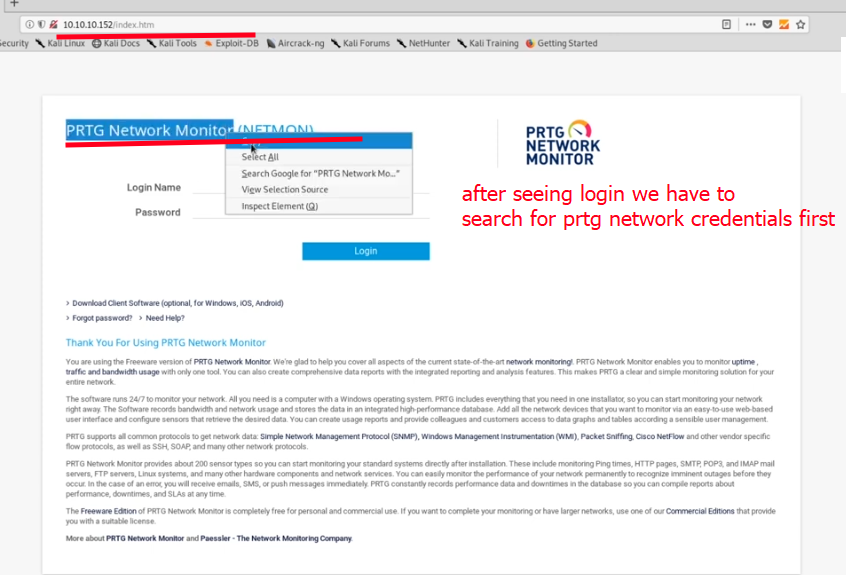 10.10.10.152/index.htm
ecurity Kali Linux Kali Docs Kali Tools Exploit-DB Aircrack-ng Kali Forums NetHunter Kali Training Getting Started
PRTG Network Monitor (NETMON)
Select All
Search Google for "PRTG Network Mo..."
View Selection Source
Inspect Element (Q)
PRTG
NETWORK
MONITOR
Login Name
Password
Login
after seeing login we have to
search for prtg network credentials first
› Download Client Software (optional, for Windows, iOS, Android)
› Forgot password? › Need Help?
Thank You For Using PRTG Network Monitor
You are using the Freeware version of PRTG Network Monitor. We're glad to help you cover all aspects of the current state-of-the-art network monitoring!. PRTG Network Monitor enables you to monitor uptime ,
traffic and bandwidth usage with only one tool. You can also create comprehensive data reports with the integrated reporting and analysis features. This makes PRTG a clear and simple monitoring solution for your
entire network.
The software runs 24/7 to monitor your network. All you need is a computer with a Windows operating system. PRTG includes everything that you need in one installator, so you can start monitoring your network
right away. The Software records bandwidth and network usage and stores the data in an integrated high-performance database. Add all the network devices that you want to monitor via an easy-to-use web-based
user interface and configure sensors that retrieve the desired data. You can create usage reports and provide colleagues and customers access to data graphs and tables according a sensible user management.
PRTG supports all common protocols to get network data: Simple Network Management Protocol (SNMP), Windows Management Instrumentation (WMI), Packet Sniffing, Cisco NetFlow and other vendor specific
flow protocols, as well as SSH, SOAP, and many other network protocols.
PRTG Network Monitor provides about 200 sensor types so you can start monitoring your standard systems directly after installation. These include monitoring Ping times, HTTP pages, SMTP, POP3, and IMAP mail
servers, FTP servers, Linux systems, and many other hardware components and network services. You can easily monitor the performance of your network permanently to recognize imminent outages before they
occur. In the case of an error, you will receive emails, SMS, or push messages immediately. PRTG constantly records performance data and downtimes in the database so you can compile reports about
performance, downtimes, and SLAs at any time.
The Freeware Edition of PRTG Network Monitor is completely free for personal and commercial use. If you want to complete your monitoring or have larger networks, use one of our Commercial Editions that provide
you with a suitable license.
More about PRTG Network Monitor and Paessler - The Network Monitoring Company.